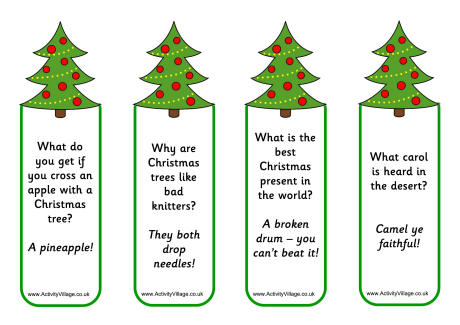 What do
you get if
you cross an
apple with a
Christmas
tree?
A pineapple!
www.ActivityVillage.co.uk
Why are
Christmas
trees like
bad
knitters?
They both
drop
needles!
www.ActivityVillage.co.uk
What is the
best
Christmas
present in
the world?
A broken
drum – you
can't beat it!
www.ActivityVillage.co.uk
What carol
is heard in
the desert?
Camel ye
faithful!
www.ActivityVillage.co.uk